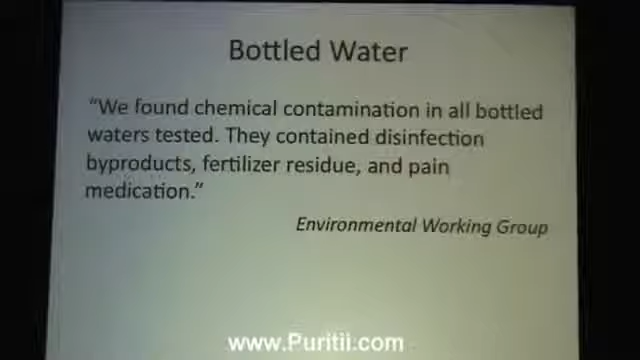 Bottled Water
“We found chemical contamination in all bottled
waters tested. They contained disinfection
byproducts, fertilizer residue, and pain
medication.”
Environmental Working Group
www.Puritii.com